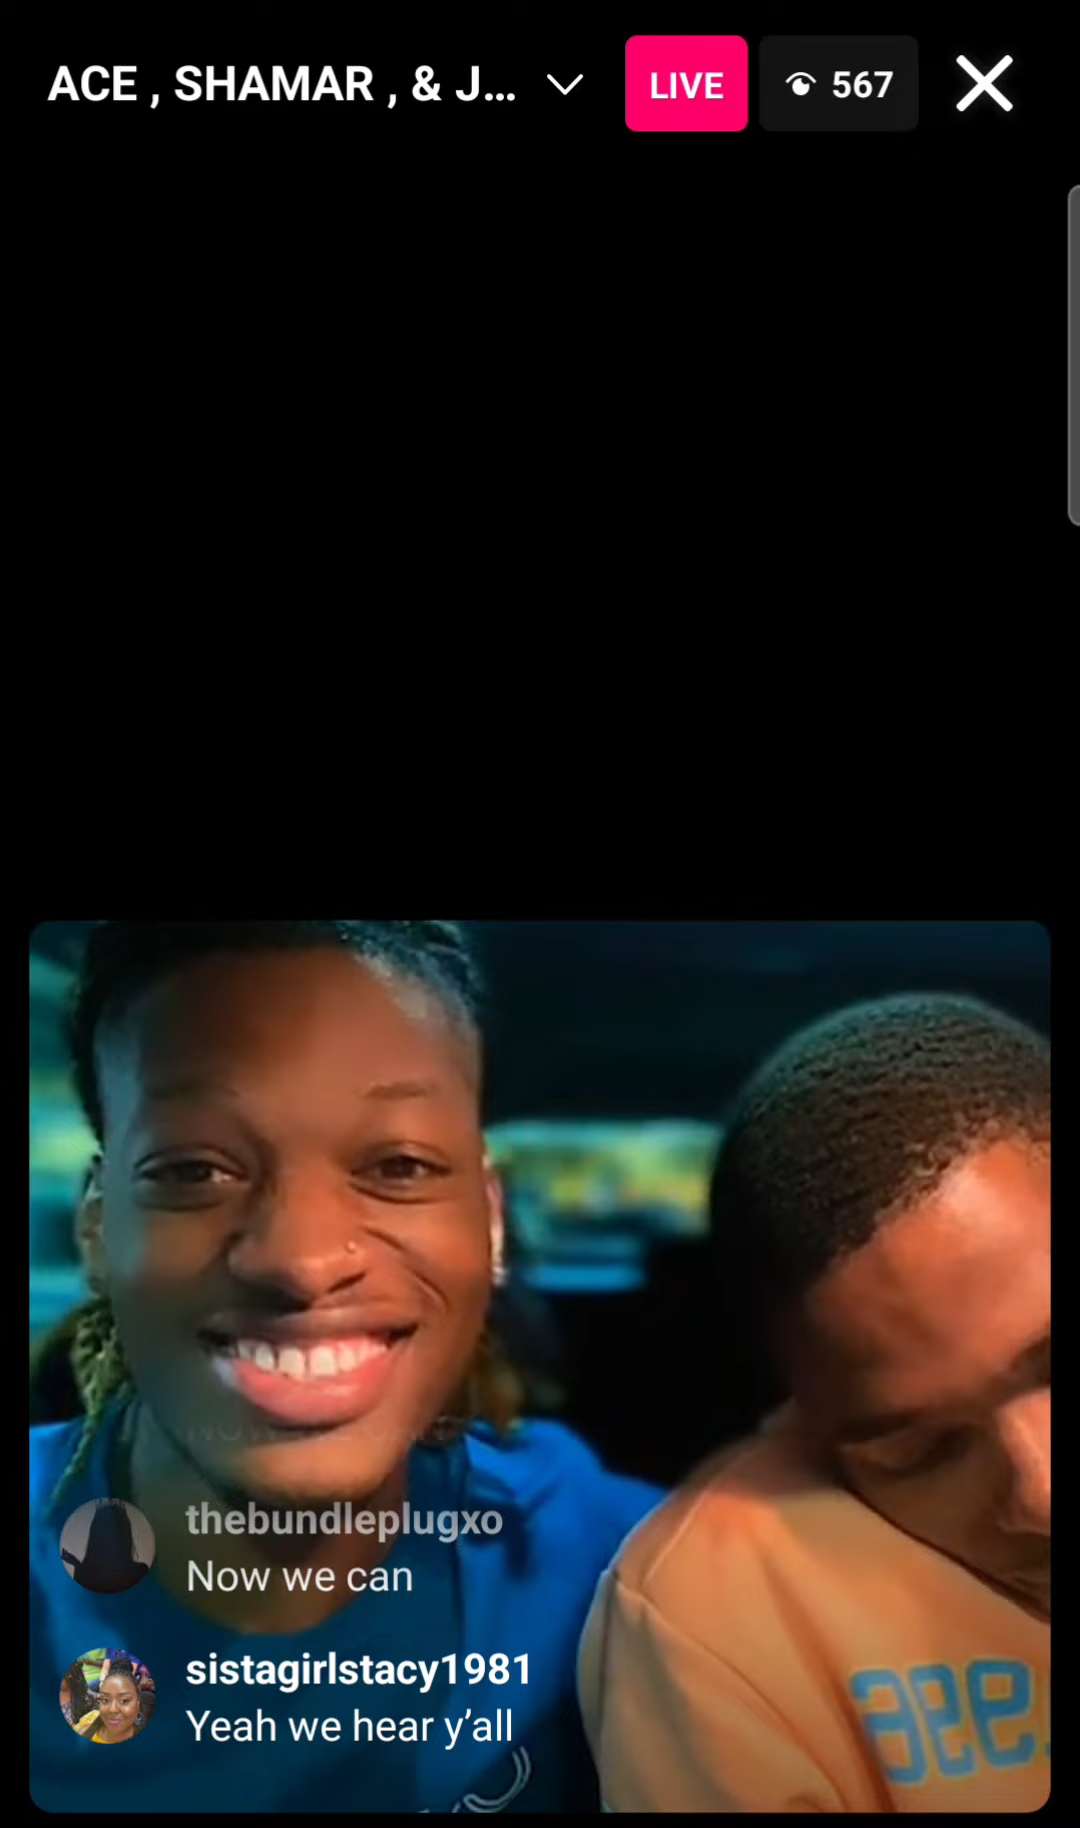 ACE , SHAMAR , & J...
LIVE
567
thebundleplugxo
Now we can
sistagirlstacy1981
Yeah we hear y’all